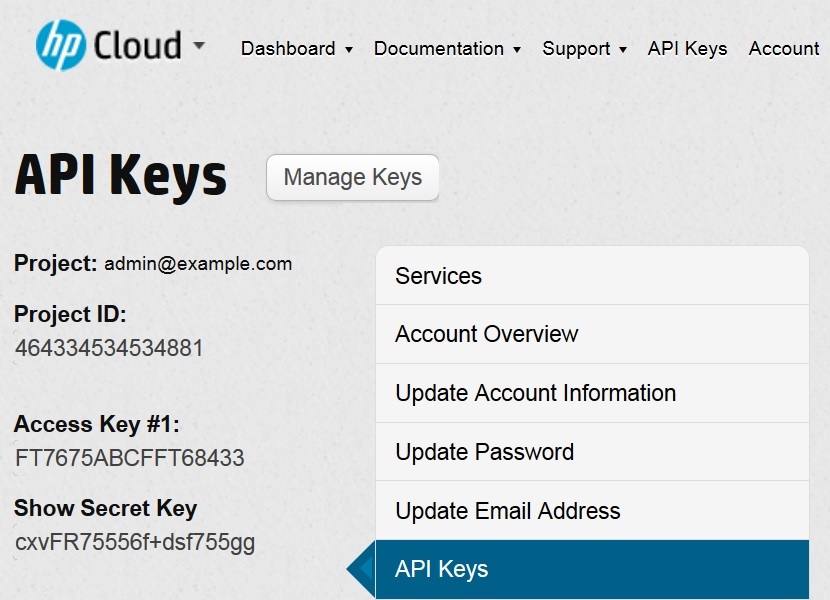 hp Cloud Dashboard Documentation Support API Keys Account
API Keys Manage Keys
Project: admin@example.com
Project ID:
464334534534881
Access Key #1:
FT7675ABCFFT68433
Show Secret Key
cxvFR75556f+dsf755gg
Services
Account Overview
Update Account Information
Update Password
Update Email Address
API Keys